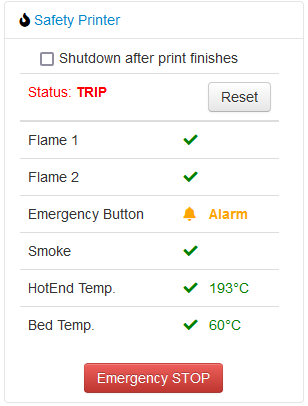 Safety Printer
Shutdown after print finishes
Status: TRIP
Reset
Flame 1
Flame 2
Emergency Button Alarm
Smoke
HotEnd Temp. 193°C
Bed Temp. 60°C
Emergency STOP